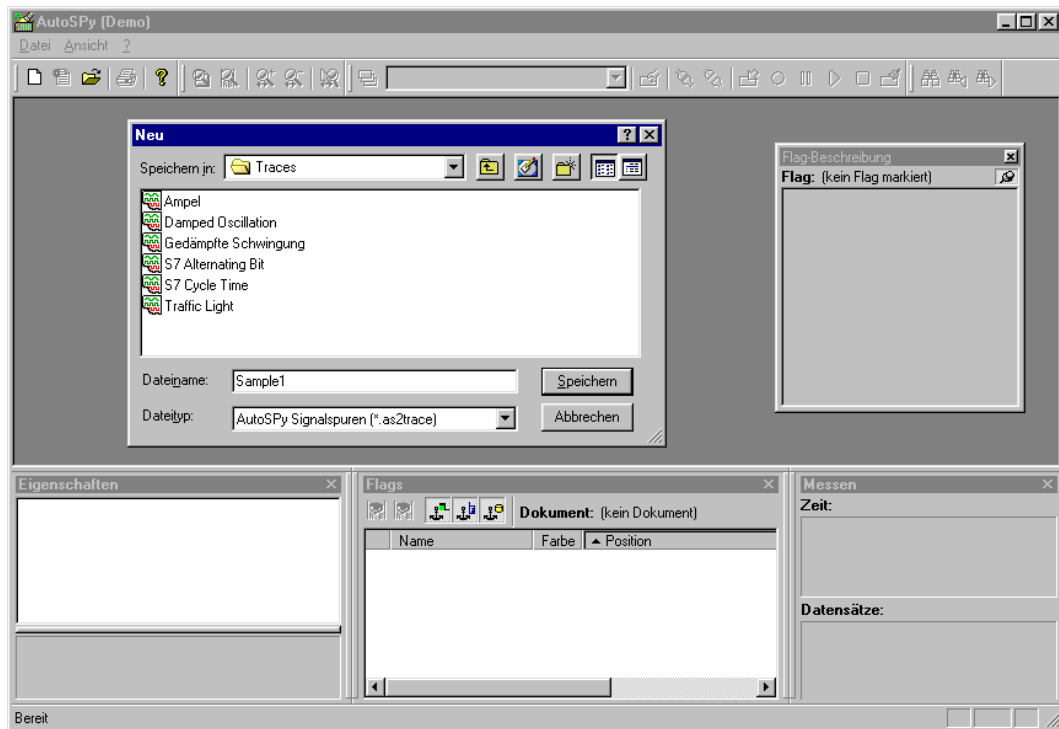 AutoSPy (Demo)
Datei Ansicht ?
Neu
Speichern in: Traces
Ampel
Damped Oscillation
Gedämpfte Schwingung
S7 Alternating Bit
S7 Cycle Time
Traffic Light
Dateiname: Sample1 Speichern
Dateityp: AutoSPy Signalspuren (*.as2trace) Abbrechen
Flag-Beschreibung
Flag: (kein Flag markiert)
Eigenschaften
Flags
Dokument: (kein Dokument)
Name Farbe Position
Messen
Zeit:
Datensätze:
Bereit